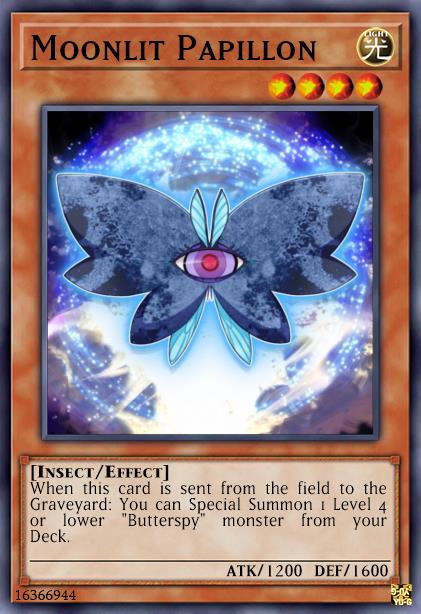 Moonlit Papillon
LIGHT
光
[Insect/Effect]
When this card is sent from the field to the
Graveyard: You can Special Summon 1 Level 4
or lower "Butterspy" monster from your
Deck.
ATK/1200 DEF/1600
16366944